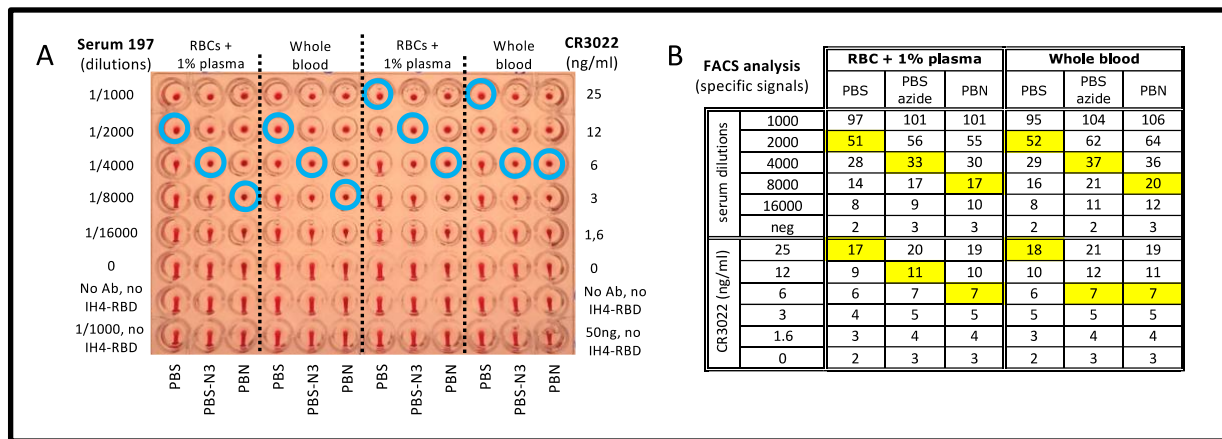 A
Serum 197
(dilutions)
RBCs +
1% plasma
Whole
blood
RBCs +
1% plasma
Whole
blood
CR3022
(ng/ml)
1/1000 25
1/2000 12
1/4000 6
1/8000 3
1/16000 1,6
0 0
No Ab, no
IH4-RBD
No Ab, no
IH4-RBD
1/1000, no
IH4-RBD
50ng, no
IH4-RBD
PBS PBS-N3 PBN PBS PBS-N3 PBN PBS PBS-N3 PBN PBS PBS-N3 PBN
B
FACS analysis
(specific signals)
RBC + 1% plasma Whole blood
PBS PBS azide PBN PBS PBS azide PBN
serum dilutions
1000 97 101 101 95 104 106
2000 51 56 55 52 62 64
4000 28 33 30 29 37 36
8000 14 17 17 16 21 20
16000 8 9 10 8 11 12
neg 2 3 3 2 2 3
CR3022 (ng/ml)
25 17 20 19 18 21 19
12 9 11 10 10 12 11
6 6 7 7 6 7 7
3 4 5 5 5 5 5
1.6 3 4 4 3 4 4
0 2 3 3 2 3 3